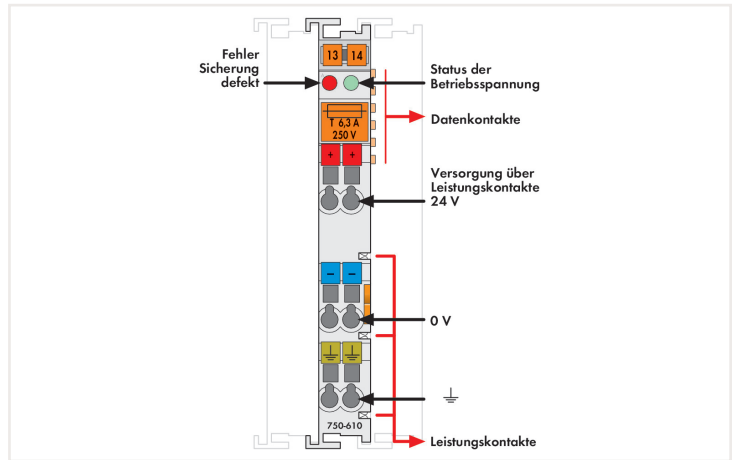 Fehler
Sicherung
defekt
13 14
Status der
Betriebsspannung
Datenkontakte
T 6,3 A
250 V
+ +
Versorgung über
Leistungskontakte
24 V
– –
0 V
750-610
Leistungskontakte